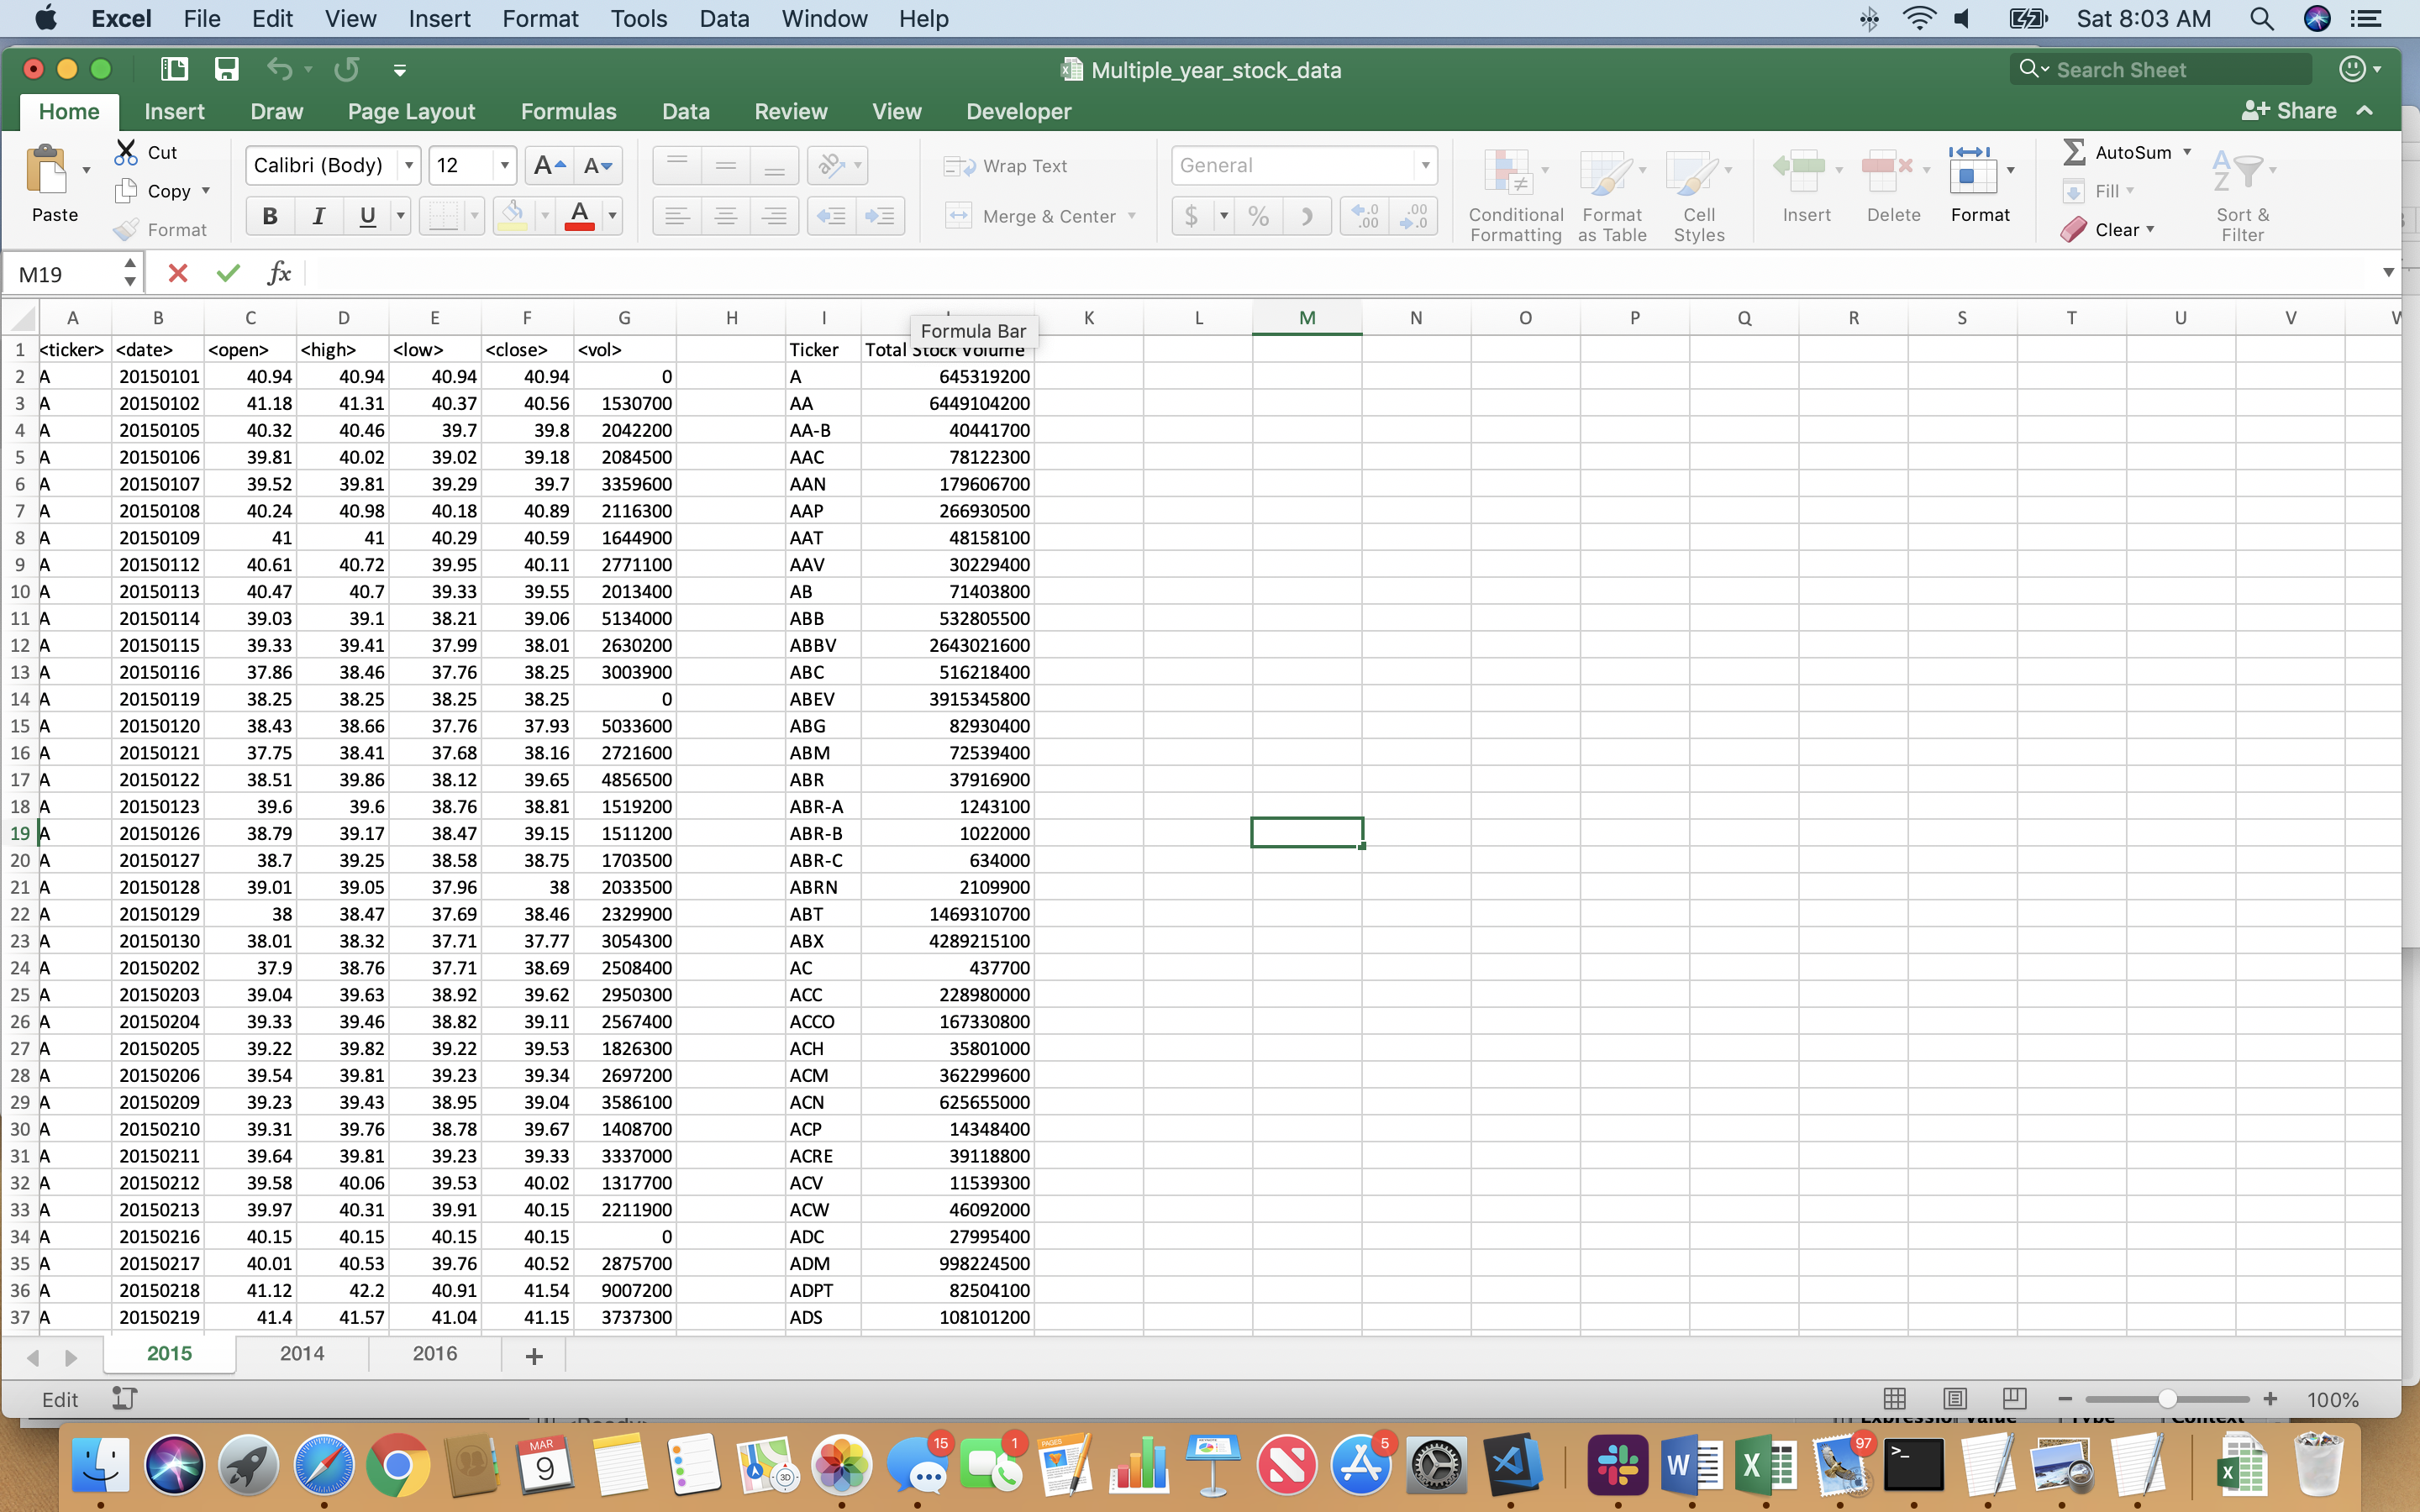 Excel File Edit View Insert Format Tools Data Window Help Sat 8:03 AM
Multiple_year_stock_data Search Sheet
Home Insert Draw Page Layout Formulas Data Review View Developer Share
Paste Cut Copy Format
Calibri (Body) 12 A A
B I U A
Wrap Text
Merge & Center
General
$ % ) .0 .00 .00 .0
Conditional Formatting
Format as Table
Cell Styles
Insert Delete Format
AutoSum
Fill
Clear
A Z
Sort & Filter
M19 fx
A B C D E F G H I K L M N O P Q R S T U V
Formula Bar
1 <ticker> <date> <open> <high> <low> <close> <vol> Ticker Total Stock Volume
2 A 20150101 40.94 40.94 40.94 40.94 0 A 645319200
3 A 20150102 41.18 41.31 40.37 40.56 1530700 AA 6449104200
4 A 20150105 40.32 40.46 39.7 39.8 2042200 AA-B 40441700
5 A 20150106 39.81 40.02 39.02 39.18 2084500 AAC 78122300
6 A 20150107 39.52 39.81 39.29 39.7 3359600 AAN 179606700
7 A 20150108 40.24 40.98 40.18 40.89 2116300 AAP 266930500
8 A 20150109 41 41 40.29 40.59 1644900 AAT 48158100
9 A 20150112 40.61 40.72 39.95 40.11 2771100 AAV 30229400
10 A 20150113 40.47 40.7 39.33 39.55 2013400 AB 71403800
11 A 20150114 39.03 39.1 38.21 39.06 5134000 ABB 532805500
12 A 20150115 39.33 39.41 37.99 38.01 2630200 ABBV 2643021600
13 A 20150116 37.86 38.46 37.76 38.25 3003900 ABC 516218400
14 A 20150119 38.25 38.25 38.25 38.25 0 ABEV 3915345800
15 A 20150120 38.43 38.66 37.76 37.93 5033600 ABG 82930400
16 A 20150121 37.75 38.41 37.68 38.16 2721600 ABM 72539400
17 A 20150122 38.51 39.86 38.12 39.65 4856500 ABR 37916900
18 A 20150123 39.6 39.6 38.76 38.81 1519200 ABR-A 1243100
19 A 20150126 38.79 39.17 38.47 39.15 1511200 ABR-B 1022000
20 A 20150127 38.7 39.25 38.58 38.75 1703500 ABR-C 634000
21 A 20150128 39.01 39.05 37.96 38 2033500 ABRN 2109900
22 A 20150129 38 38.47 37.69 38.46 2329900 ABT 1469310700
23 A 20150130 38.01 38.32 37.71 37.77 3054300 ABX 4289215100
24 A 20150202 37.9 38.76 37.71 38.69 2508400 AC 437700
25 A 20150203 39.04 39.63 38.92 39.62 2950300 ACC 228980000
26 A 20150204 39.33 39.46 38.82 39.11 2567400 ACCO 167330800
27 A 20150205 39.22 39.82 39.22 39.53 1826300 ACH 35801000
28 A 20150206 39.54 39.81 39.23 39.34 2697200 ACM 362299600
29 A 20150209 39.23 39.43 38.95 39.04 3586100 ACN 625655000
30 A 20150210 39.31 39.76 38.78 39.67 1408700 ACP 14348400
31 A 20150211 39.64 39.81 39.23 39.33 3337000 ACRE 39118800
32 A 20150212 39.58 40.06 39.53 40.02 1317700 ACV 11539300
33 A 20150213 39.97 40.31 39.91 40.15 2211900 ACW 46092000
34 A 20150216 40.15 40.15 40.15 40.15 0 ADC 27995400
35 A 20150217 40.01 40.53 39.76 40.52 2875700 ADM 998224500
36 A 20150218 41.12 42.2 40.91 41.54 9007200 ADPT 82504100
37 A 20150219 41.4 41.57 41.04 41.15 3737300 ADS 108101200
2015 2014 2016 +
Edit 100%
MAR 9 3D 15 1 PAGES 5 W X 97 >_ X